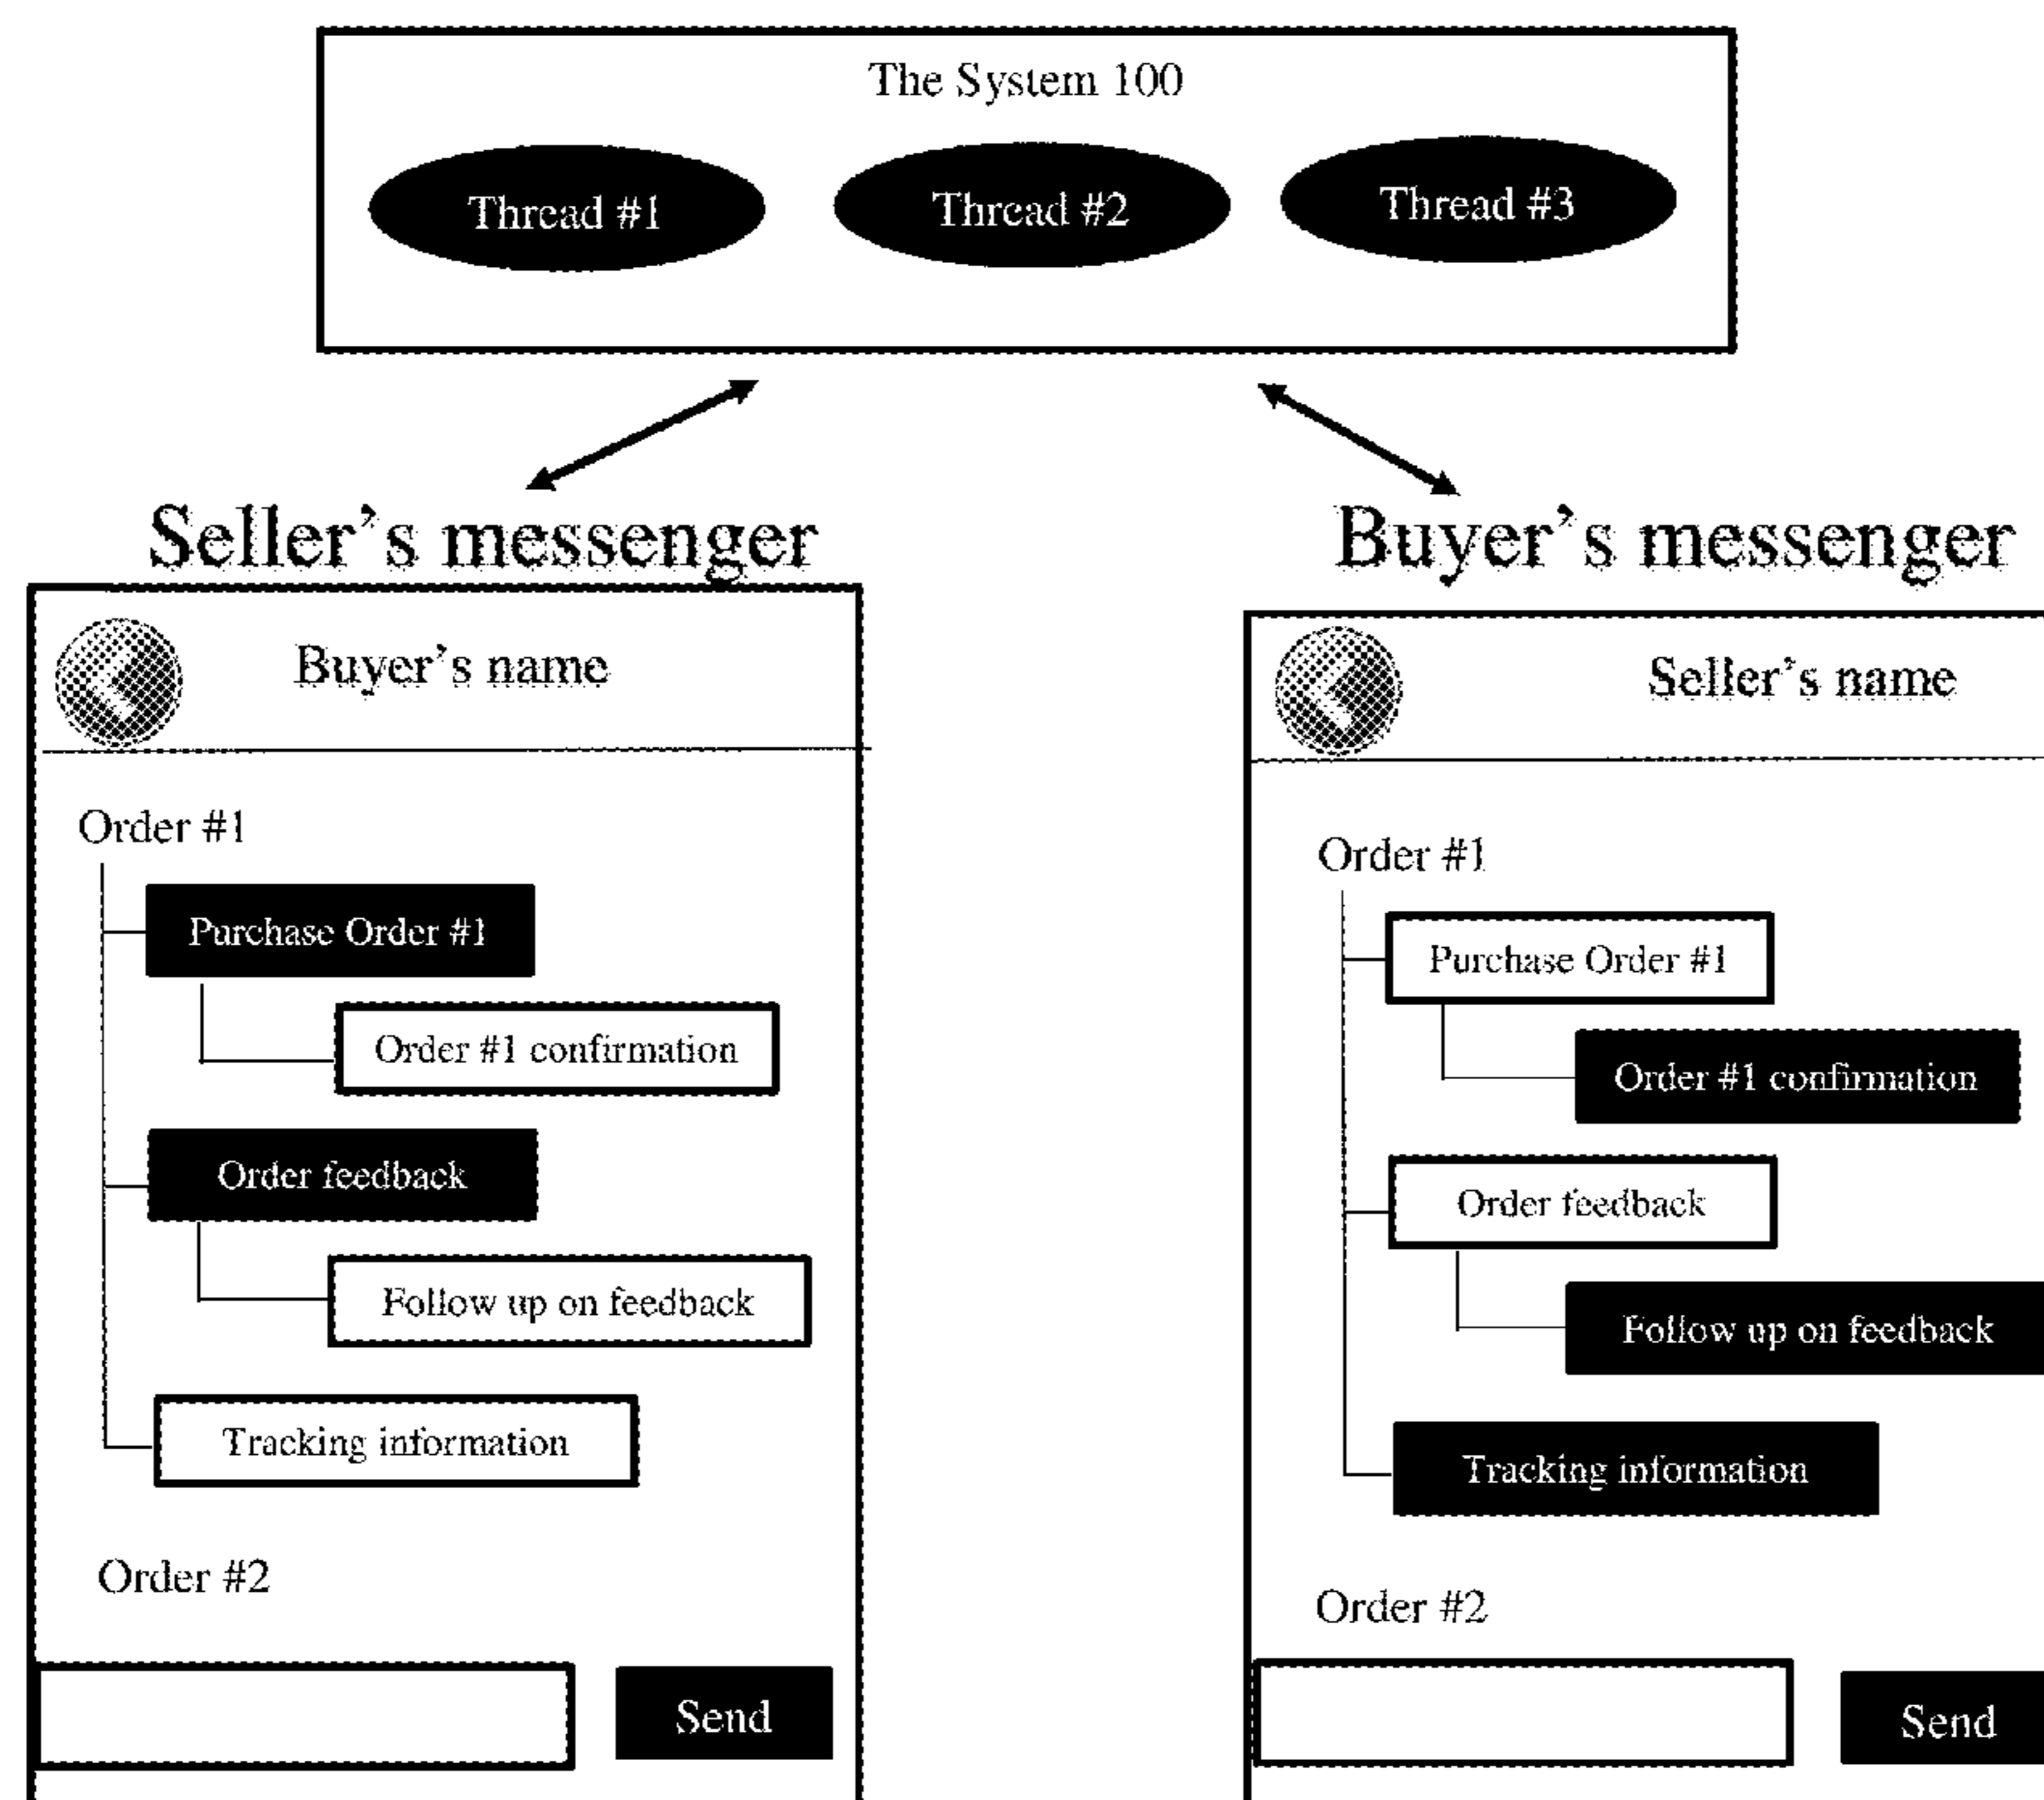 The System 100
Thread #1
Thread #2
Thread #3
Seller's messenger
Buyer's name
Order #1
Purchase Order #1
Order #1 confirmation
Order feedback
Follow up on feedback
Tracking information
Order #2
Send
Buyer's messenger
Seller's name
Order #1
Purchase Order #1
Order #1 confirmation
Order feedback
Follow up on feedback
Tracking information
Order #2
Send